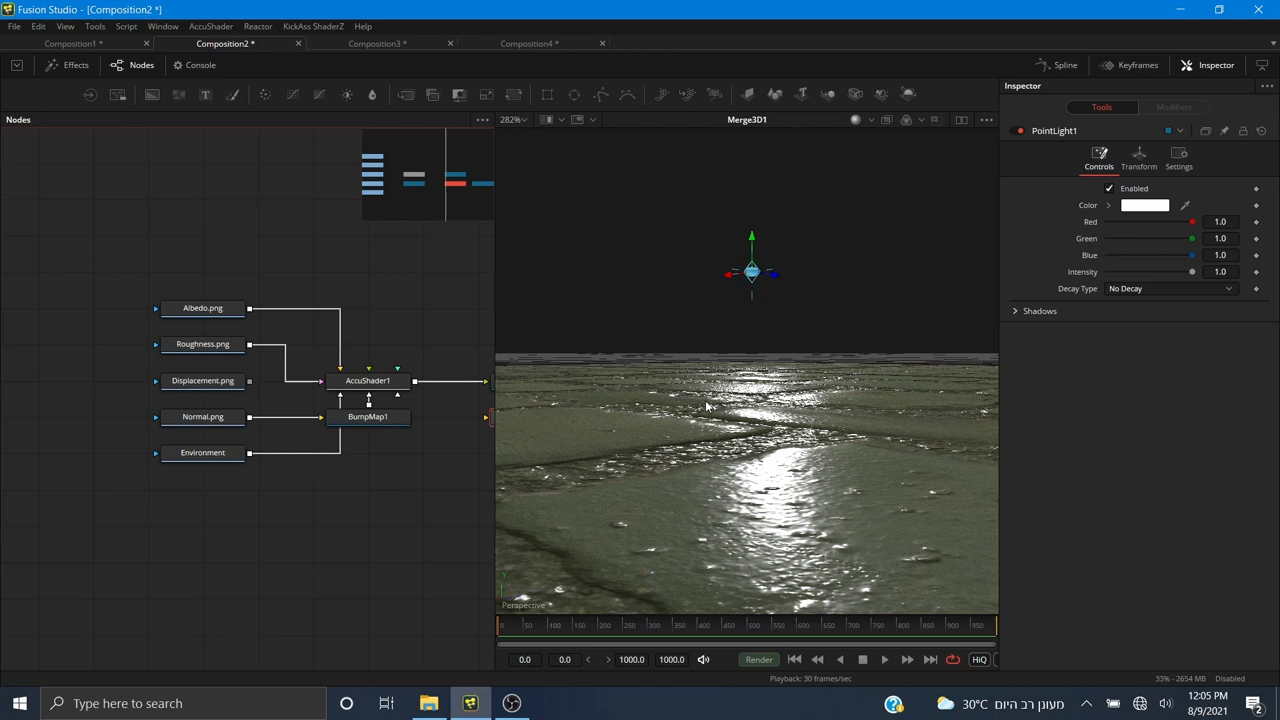 Fusion Studio - [Composition2 *]
File Edit View Tools Script Window AccuShader Reactor KickAss ShaderZ Help
Composition1 * Composition2 * Composition3 * Composition4 *
Effects Nodes Console Spline Keyframes Inspector
Nodes
282%
Merge3D1
Inspector
Tools Modifiers
PointLight1
Controls Transform Settings
Enabled
Color
Red 1.0
Green 1.0
Blue 1.0
Intensity 1.0
Decay Type No Decay
Shadows
Albedo.png
Roughness.png
Displacement.png
AccuShader1
Normal.png
BumpMap1
Environment
Y
Perspective
0 50 100 150 200 250 300 350 400 450 500 550 600 650 700 750 800 850 900 950
0.0 0.0 1000.0 1000.0 Render HiQ
Playback: 30 frames/sec
33% - 2654 MB Disabled
Type here to search
30°C מעונן רב היום
12:05 PM
8/9/2021
2